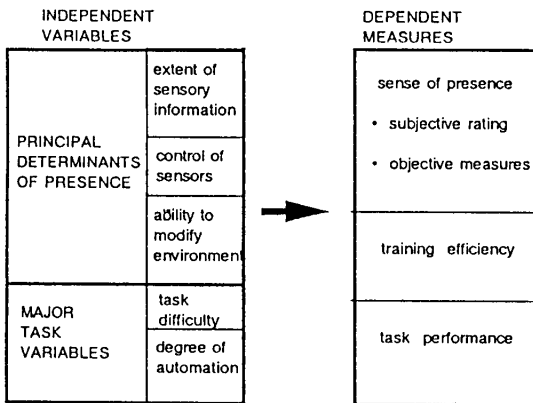 INDEPENDENT
VARIABLES
PRINCIPAL
DETERMINANTS
OF PRESENCE
extent of
sensory
information
control of
sensors
ability to
modify
environment
MAJOR
TASK
VARIABLES
task
difficulty
degree of
automation
DEPENDENT
MEASURES
sense of presence
• subjective rating
• objective measures
training efficiency
task performance